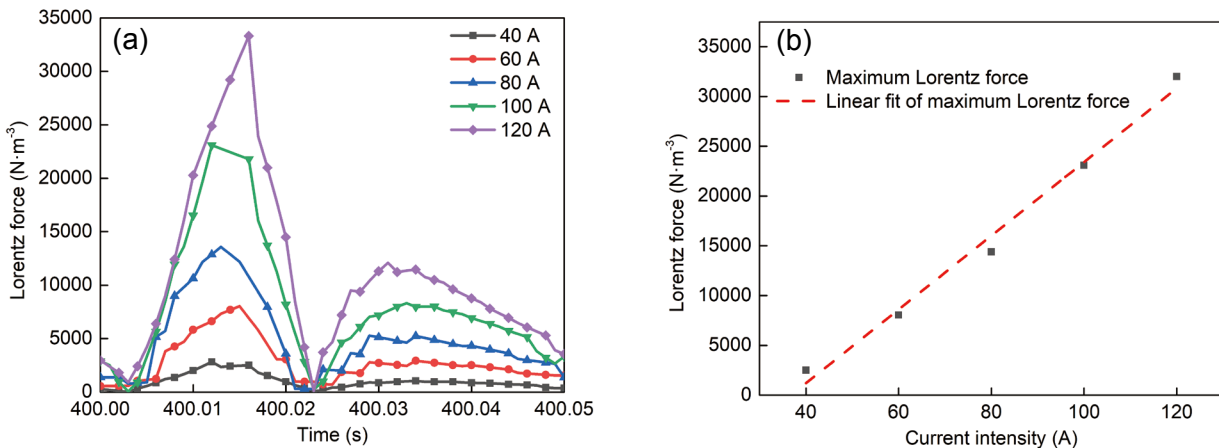 (a)
40 A
60 A
80 A
100 A
120 A
35000
30000
25000
20000
15000
10000
5000
0
Lorentz force (N·m⁻³)
400.00 400.01 400.02 400.03 400.04 400.05
Time (s)
(b)
Maximum Lorentz force
Linear fit of maximum Lorentz force
35000
30000
25000
20000
15000
10000
5000
0
Lorentz force (N·m⁻³)
40 60 80 100 120
Current intensity (A)